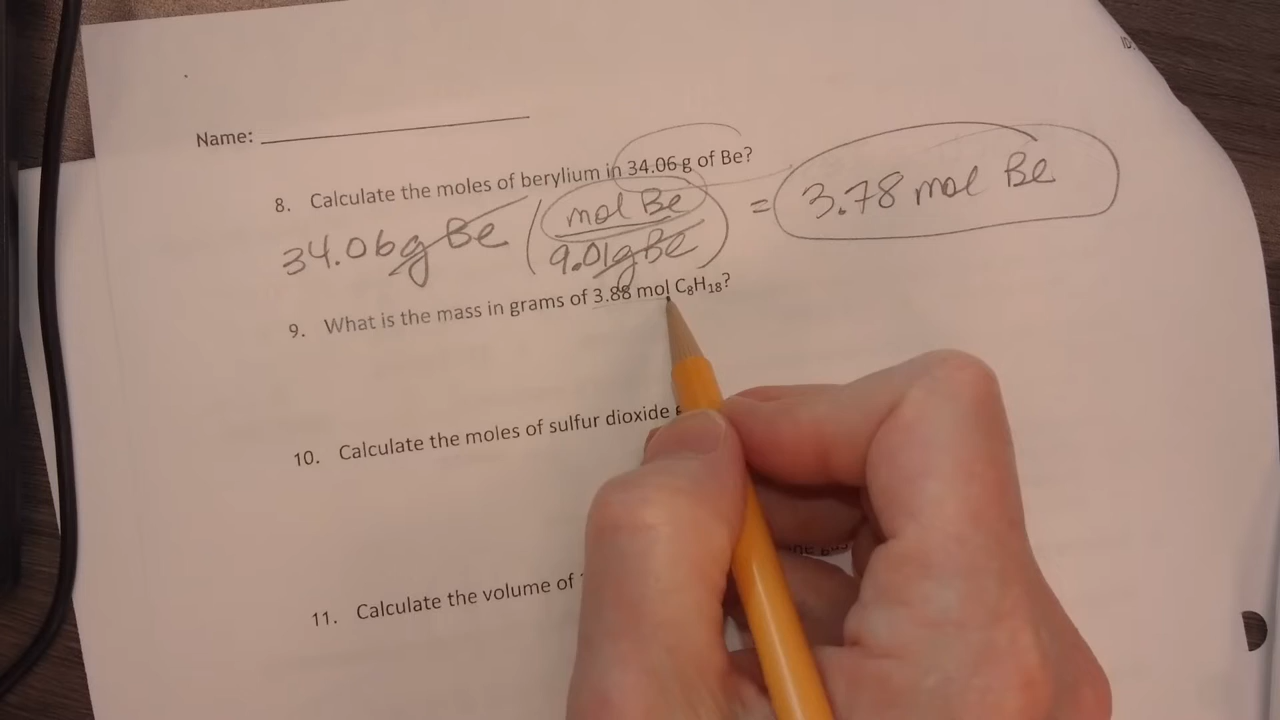 Name:
8. Calculate the moles of berylium in 34.06 g of Be?
34.06g Be (mol Be / 9.01g Be) = 3.78 mol Be
9. What is the mass in grams of 3.88 mol C₈H₁₈?
10. Calculate the moles of sulfur dioxide
11. Calculate the volume of